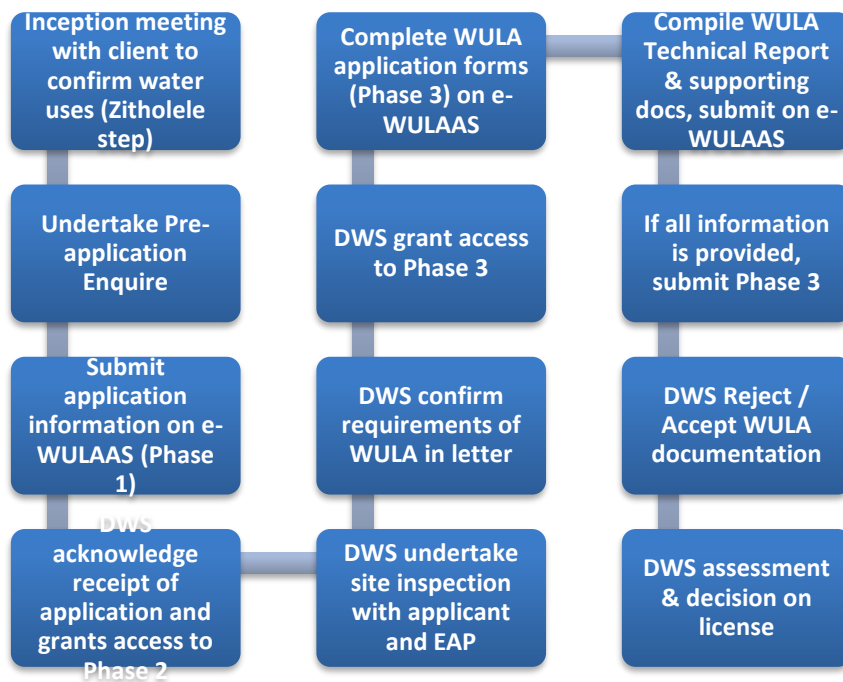 Inception meeting
with client to
confirm water
uses (Zitholele
step)
Undertake Pre-
application
Enquire
Submit
application
information on e-
WULAAS (Phase
1)
DWS
acknowledge
receipt of
application and
grants access to
Phase 2
DWS undertake
site inspection
with applicant
and EAP
DWS confirm
requirements of
WULA in letter
DWS grant access
to Phase 3
Complete WULA
application forms
(Phase 3) on e-
WULAAS
Compile WULA
Technical Report
& supporting
docs, submit on e-
WULAAS
If all information
is provided,
submit Phase 3
DWS Reject /
Accept WULA
documentation
DWS assessment
& decision on
license